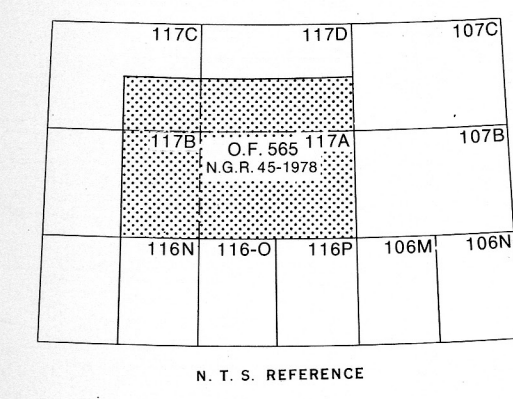 117C 117D 107C
117B O.F. 565 117A 107B
N.G.R. 45-1978
116N 116-O 116P 106M 106N
N. T. S. REFERENCE